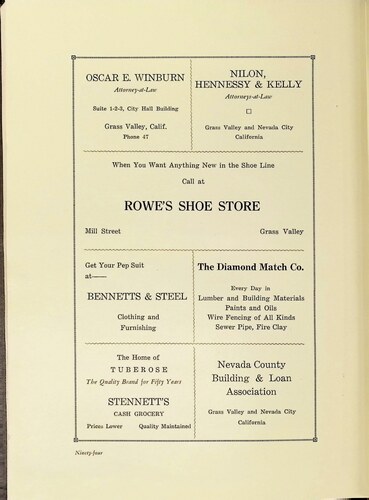 OSCAR E. WINBURN
Attorney-at-Law
Suite 1-2-3, City Hall Building
Grass Valley, Calif.
Phone 47
NILON,
HENNESSY & KELLY
Attorneys-at-Law
Grass Valley and Nevada City
California
When You Want Anything New in the Shoe Line
Call at
ROWE'S SHOE STORE
Mill Street Grass Valley
Get Your Pep Suit
at——
BENNETTS & STEEL
Clothing and
Furnishing
The Diamond Match Co.
Every Day in
Lumber and Building Materials
Paints and Oils
Wire Fencing of All Kinds
Sewer Pipe, Fire Clay
The Home of
TUBEROSE
The Quality Brand for Fifty Years
STENNETT'S
CASH GROCERY
Prices Lower Quality Maintained
Nevada County
Building & Loan
Association
Grass Valley and Nevada City
California
Ninety-four